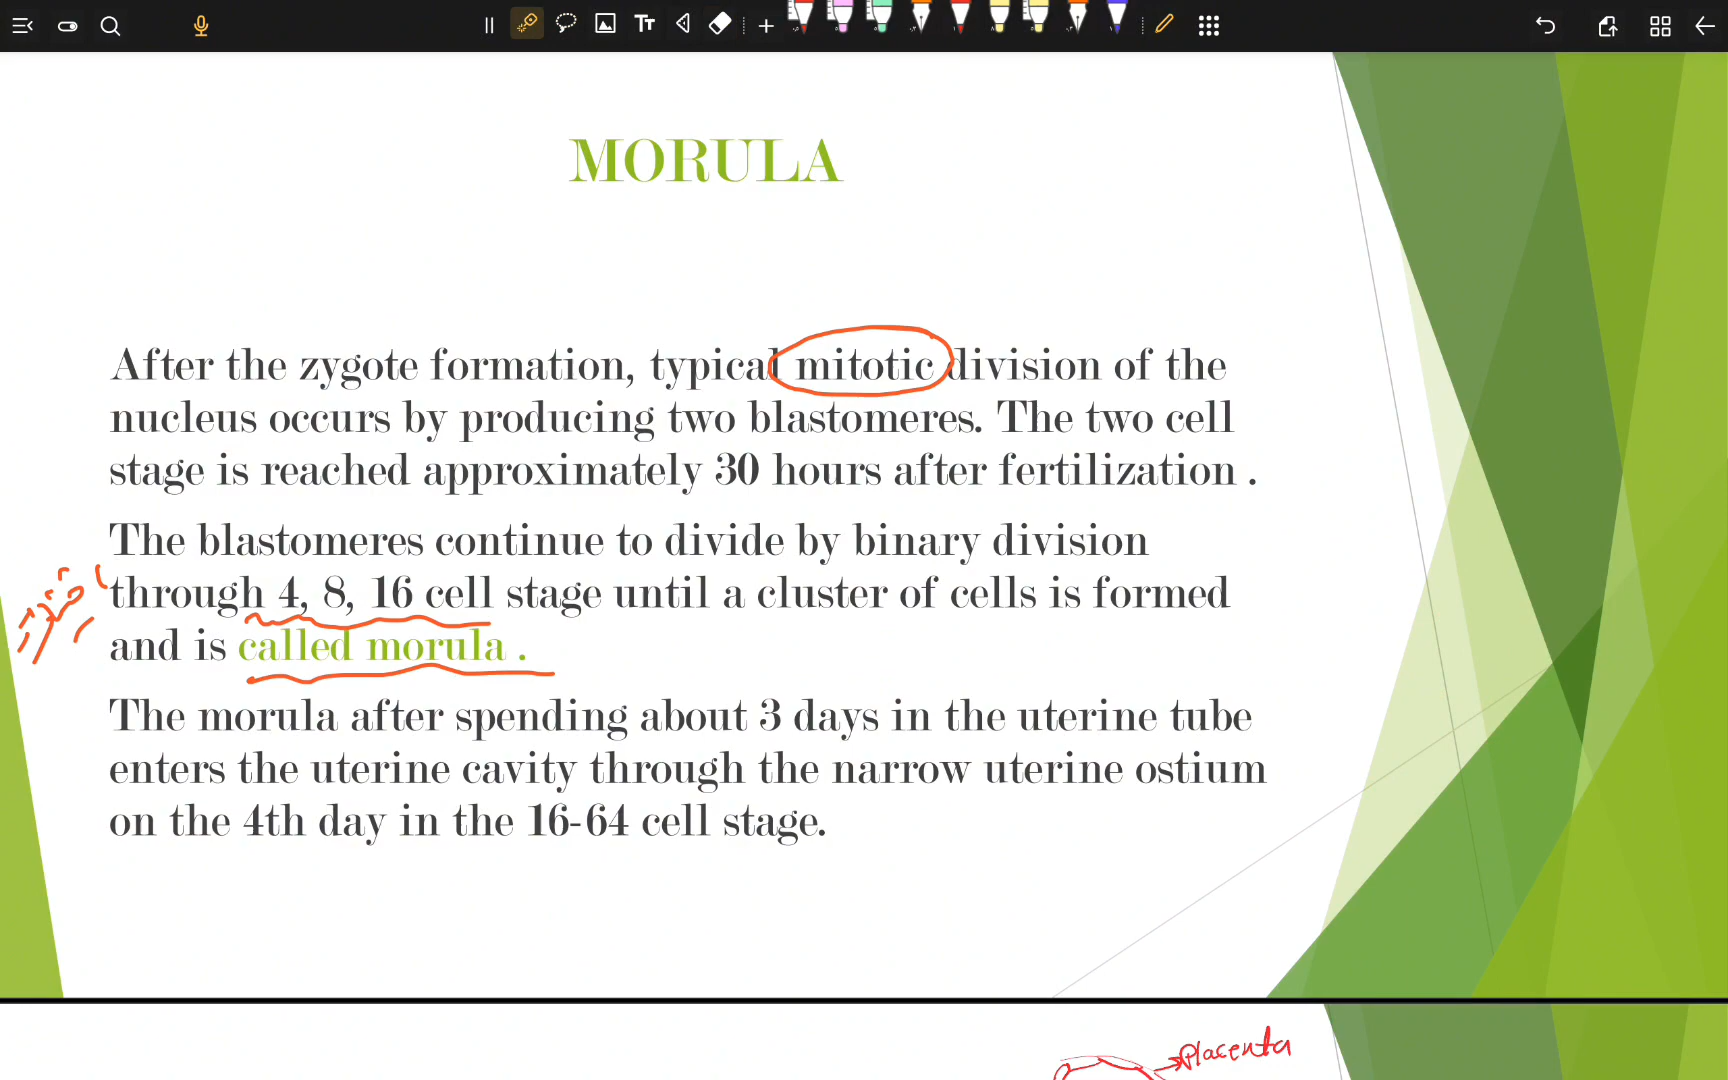 MORULA
After the zygote formation, typical mitotic division of the
nucleus occurs by producing two blastomeres. The two cell
stage is reached approximately 30 hours after fertilization .
The blastomeres continue to divide by binary division
through 4, 8, 16 cell stage until a cluster of cells is formed
and is called morula .
The morula after spending about 3 days in the uterine tube
enters the uterine cavity through the narrow uterine ostium
on the 4th day in the 16-64 cell stage.
Placenta